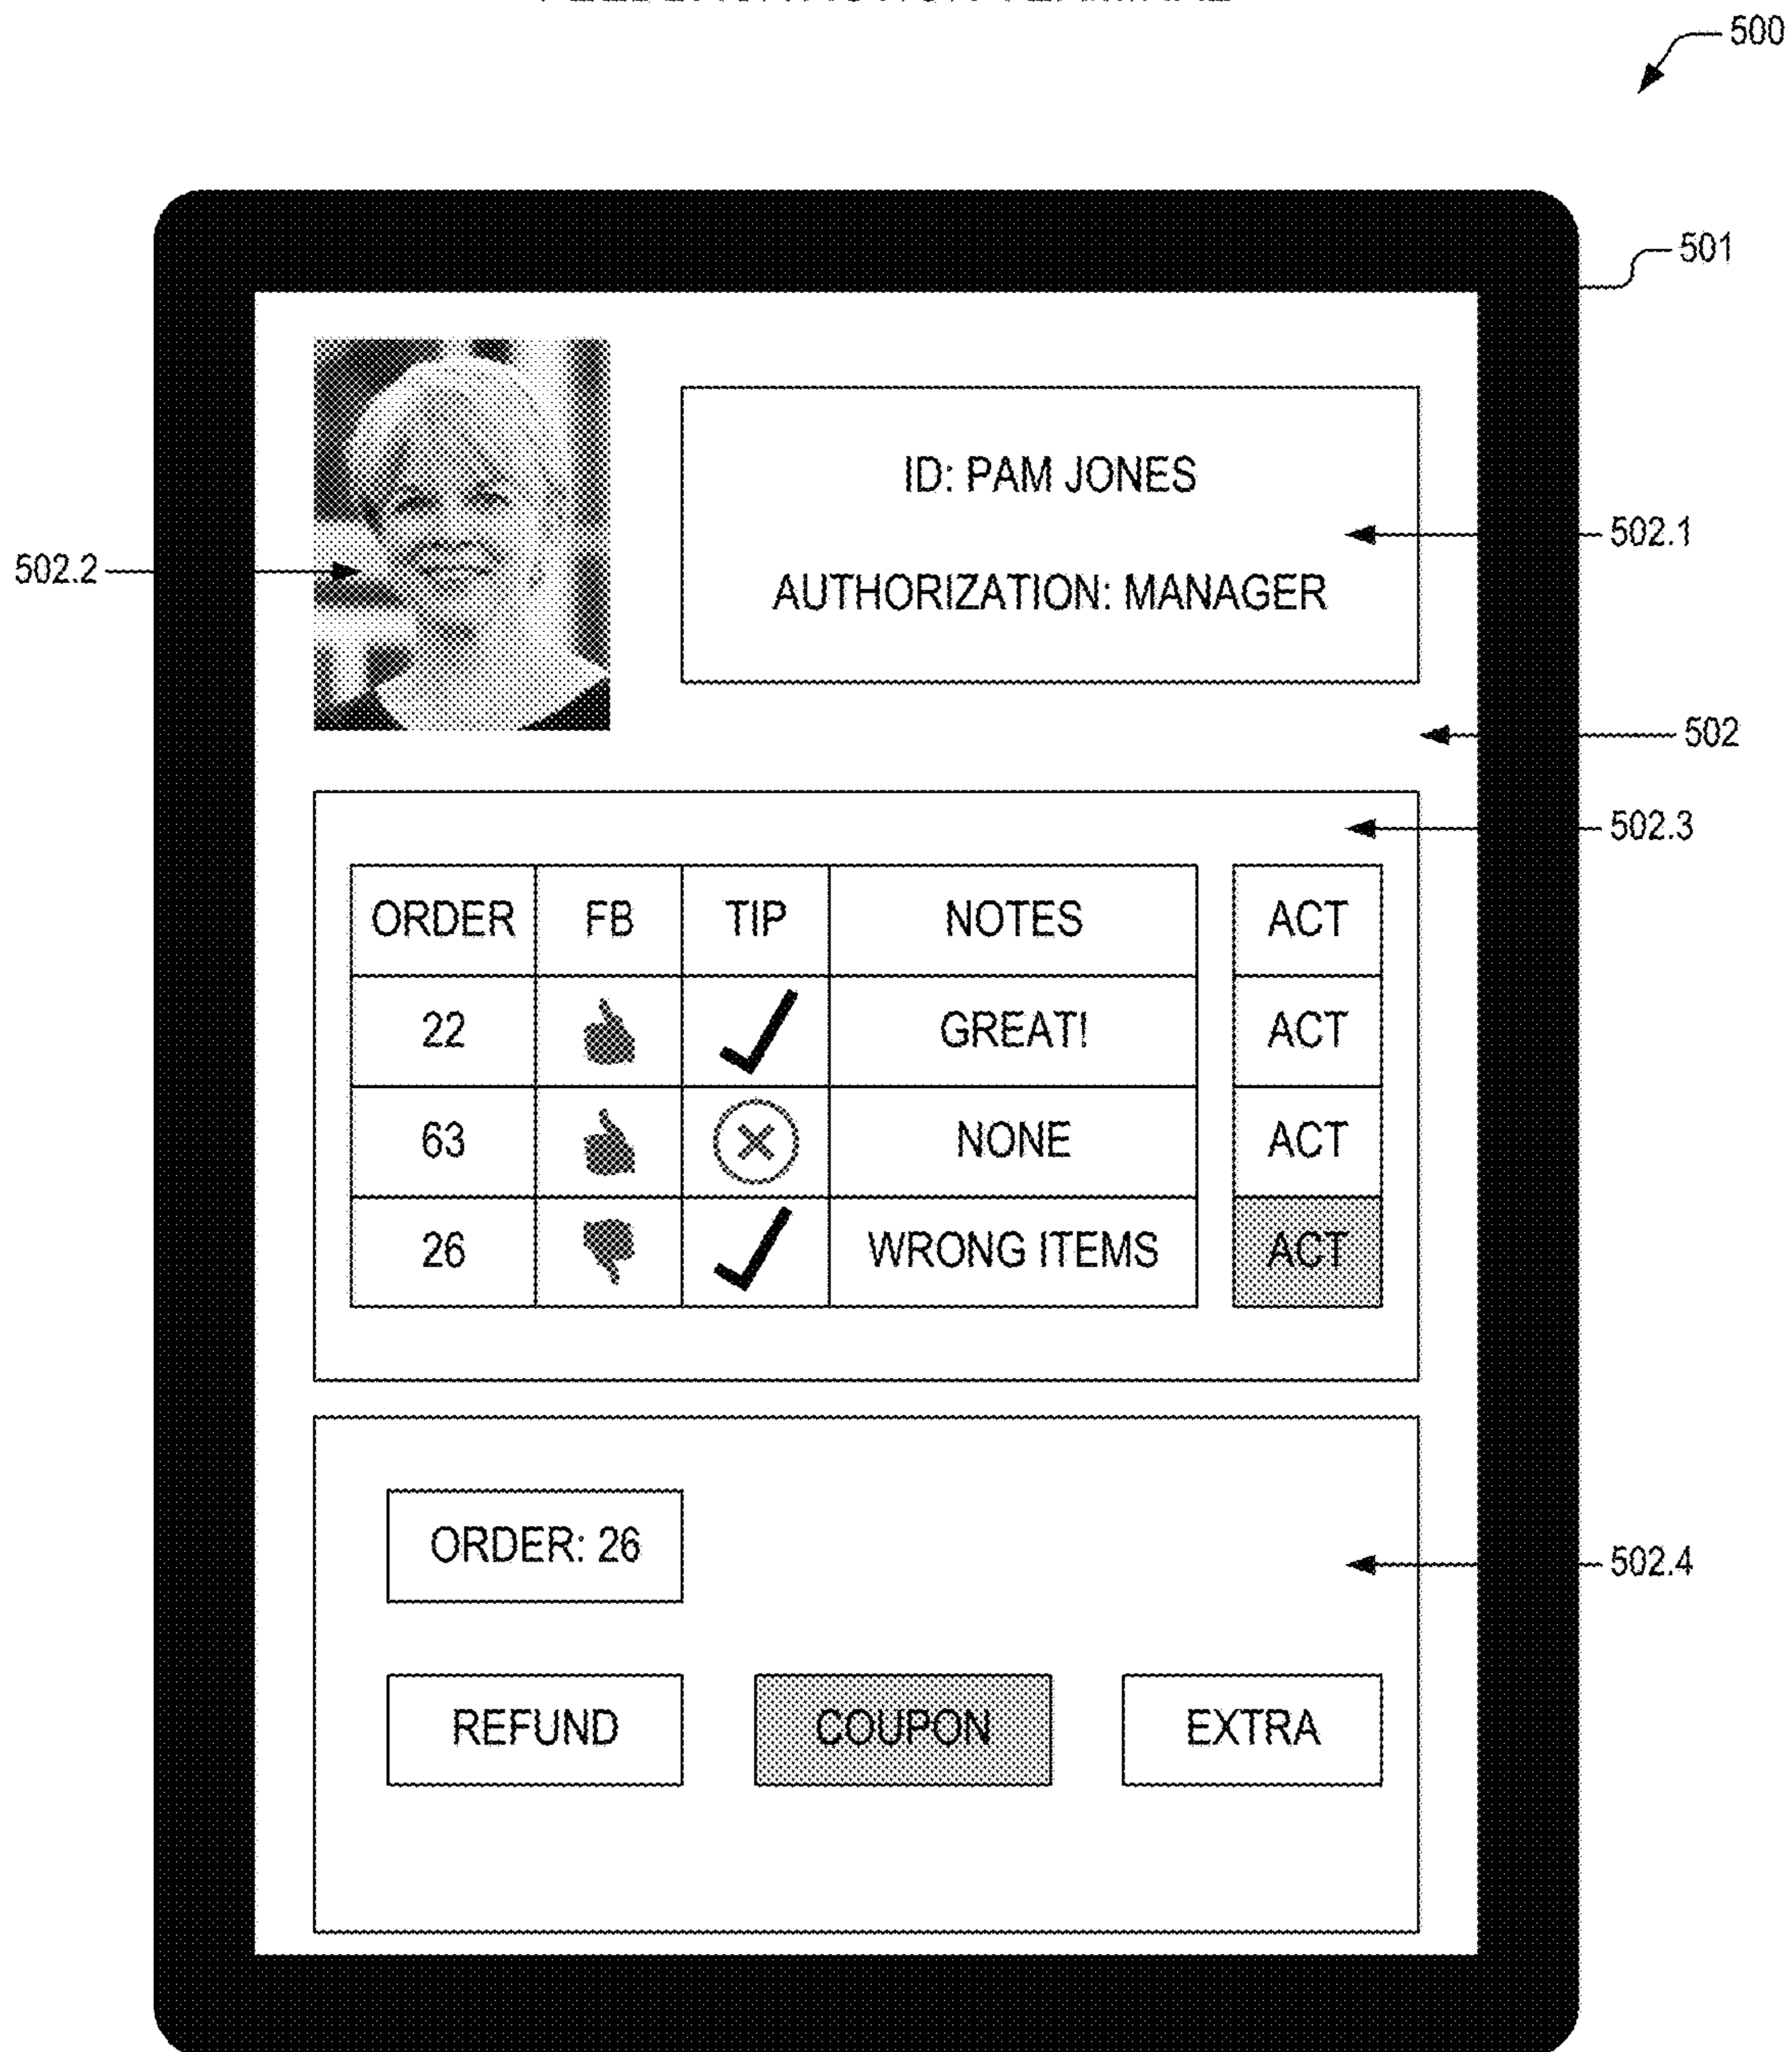 500
501
ID: PAM JONES
502.1
502.2
AUTHORIZATION: MANAGER
502
502.3
ORDER FB TIP NOTES ACT
22 GREAT! ACT
63 NONE ACT
26 WRONG ITEMS ACT
ORDER: 26
502.4
REFUND COUPON EXTRA